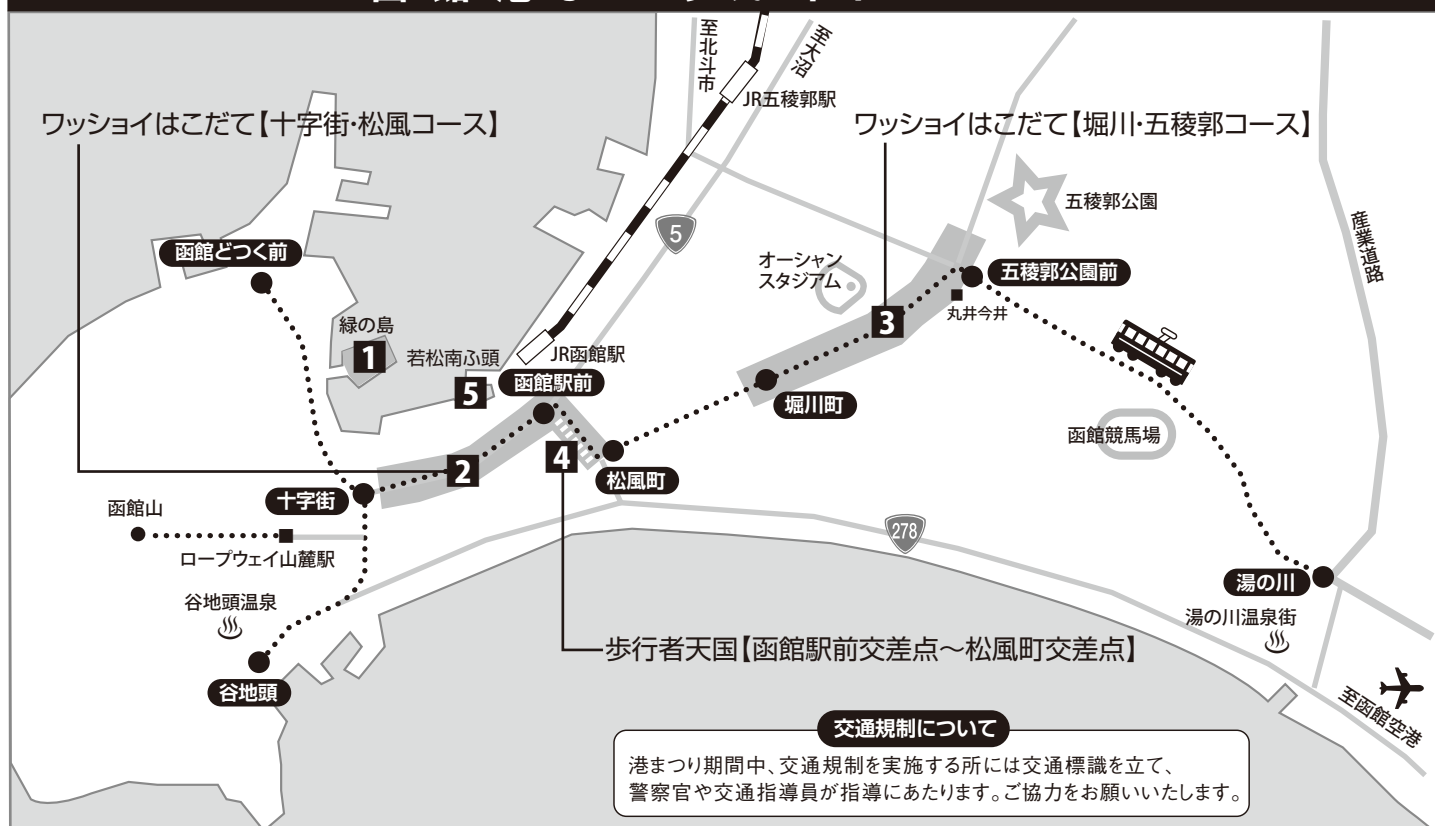 至北斗市
至大沼
JR五稜郭駅
ワッショイはこだて【十字街・松風コース】
ワッショイはこだて【堀川・五稜郭コース】
五稜郭公園
産業道路
5
函館どつく前
オーシャン
スタジアム
五稜郭公園前
丸井今井
3
緑の島
1
若松南ふ頭
JR函館駅
5
函館駅前
堀川町
函館競馬場
2
4
松風町
十字街
函館山
ロープウェイ山麓駅
278
湯の川
谷地頭温泉
湯の川温泉街
歩行者天国【函館駅前交差点～松風町交差点】
谷地頭
至函館空港
交通規制について
港まつり期間中、交通規制を実施する所には交通標識を立て、
警察官や交通指導員が指導にあたります。ご協力をお願いいたします。